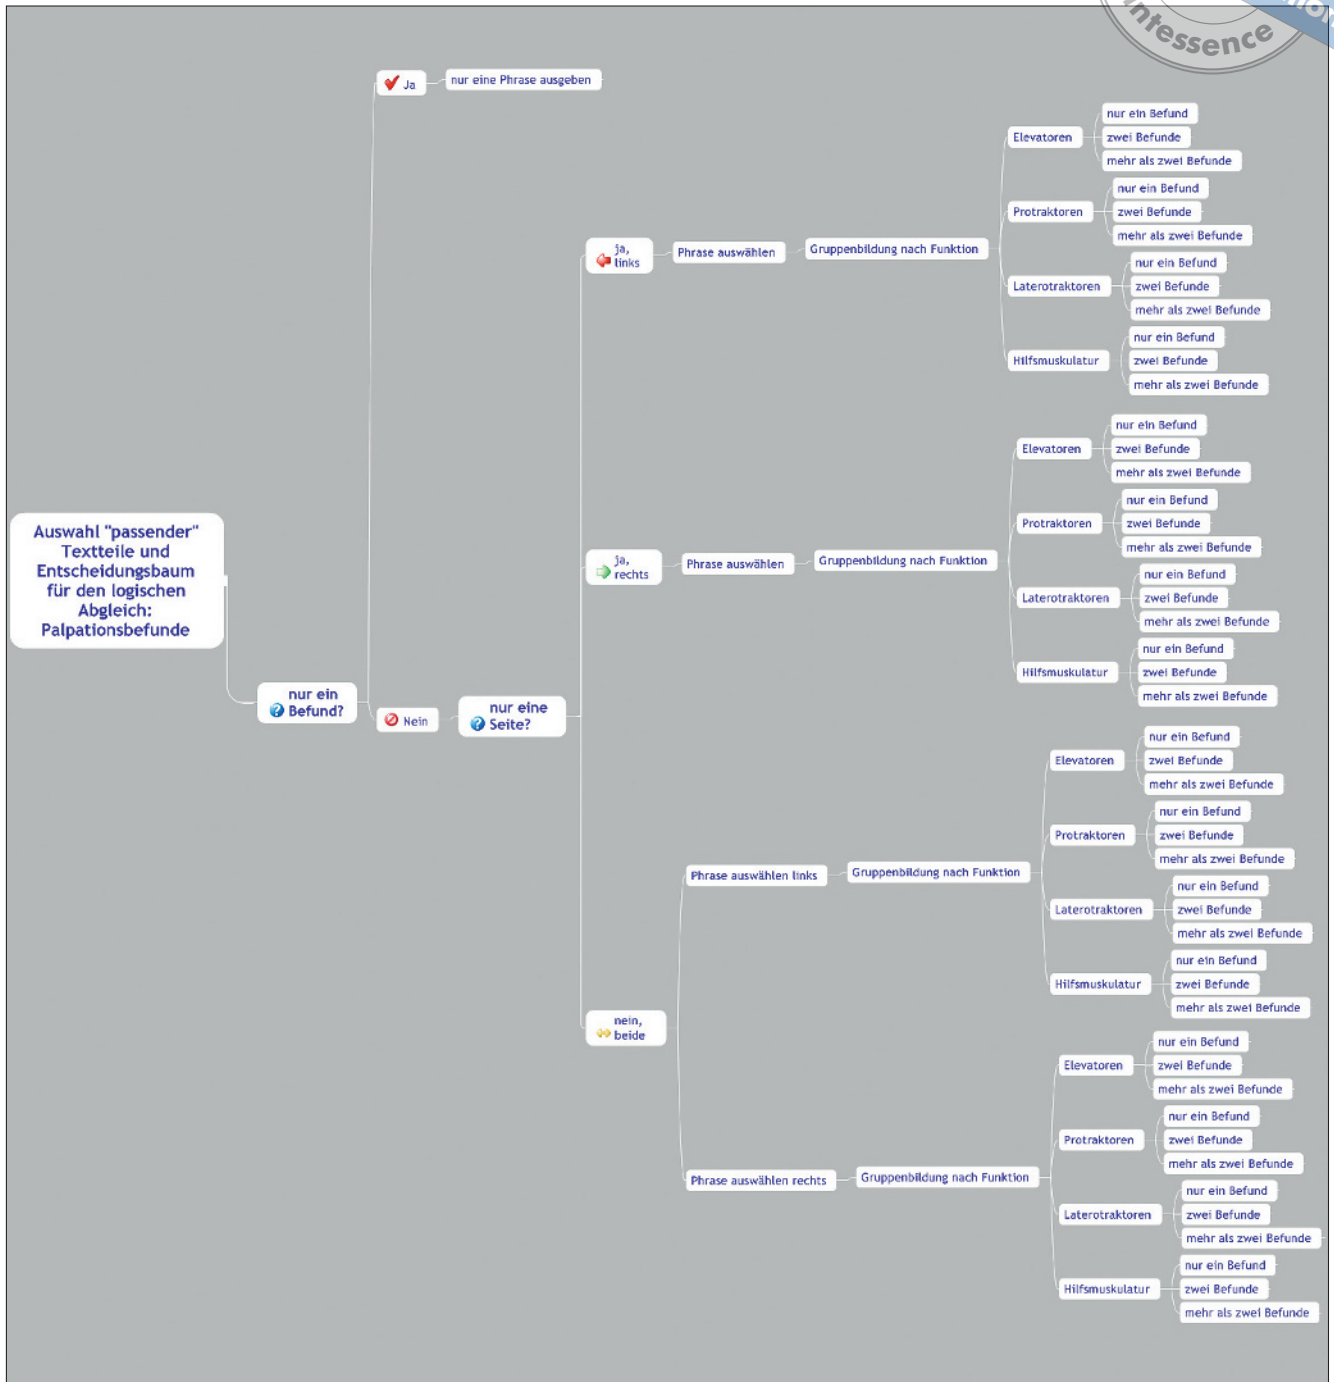 ntessence
Ja
nur eine Phrase ausgeben
Auswahl "passender"
Textteile und
Entscheidungsbaum
für den logischen
Abgleich:
Palpationsbefunde
nur ein
Befund?
Nein
nur eine
Seite?
ja,
links
Phrase auswählen
Gruppenbildung nach Funktion
Elevatoren
nur ein Befund
zwei Befunde
mehr als zwei Befunde
Protraktoren
nur ein Befund
zwei Befunde
mehr als zwei Befunde
Laterotraktoren
nur ein Befund
zwei Befunde
mehr als zwei Befunde
Hilfsmuskulatur
nur ein Befund
zwei Befunde
mehr als zwei Befunde
ja,
rechts
Phrase auswählen
Gruppenbildung nach Funktion
Elevatoren
nur ein Befund
zwei Befunde
mehr als zwei Befunde
Protraktoren
nur ein Befund
zwei Befunde
mehr als zwei Befunde
Laterotraktoren
nur ein Befund
zwei Befunde
mehr als zwei Befunde
Hilfsmuskulatur
nur ein Befund
zwei Befunde
mehr als zwei Befunde
nein,
beide
Phrase auswählen links
Gruppenbildung nach Funktion
Elevatoren
nur ein Befund
zwei Befunde
mehr als zwei Befunde
Protraktoren
nur ein Befund
zwei Befunde
mehr als zwei Befunde
Laterotraktoren
nur ein Befund
zwei Befunde
mehr als zwei Befunde
Hilfsmuskulatur
nur ein Befund
zwei Befunde
mehr als zwei Befunde
Phrase auswählen rechts
Gruppenbildung nach Funktion
Elevatoren
nur ein Befund
zwei Befunde
mehr als zwei Befunde
Protraktoren
nur ein Befund
zwei Befunde
mehr als zwei Befunde
Laterotraktoren
nur ein Befund
zwei Befunde
mehr als zwei Befunde
Hilfsmuskulatur
nur ein Befund
zwei Befunde
mehr als zwei Befunde